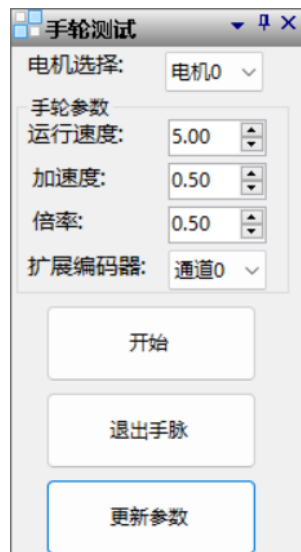 手轮测试
电机选择: 电机0
手轮参数
运行速度: 5.00
加速度: 0.50
倍率: 0.50
扩展编码器: 通道0
开始
退出手脉
更新参数